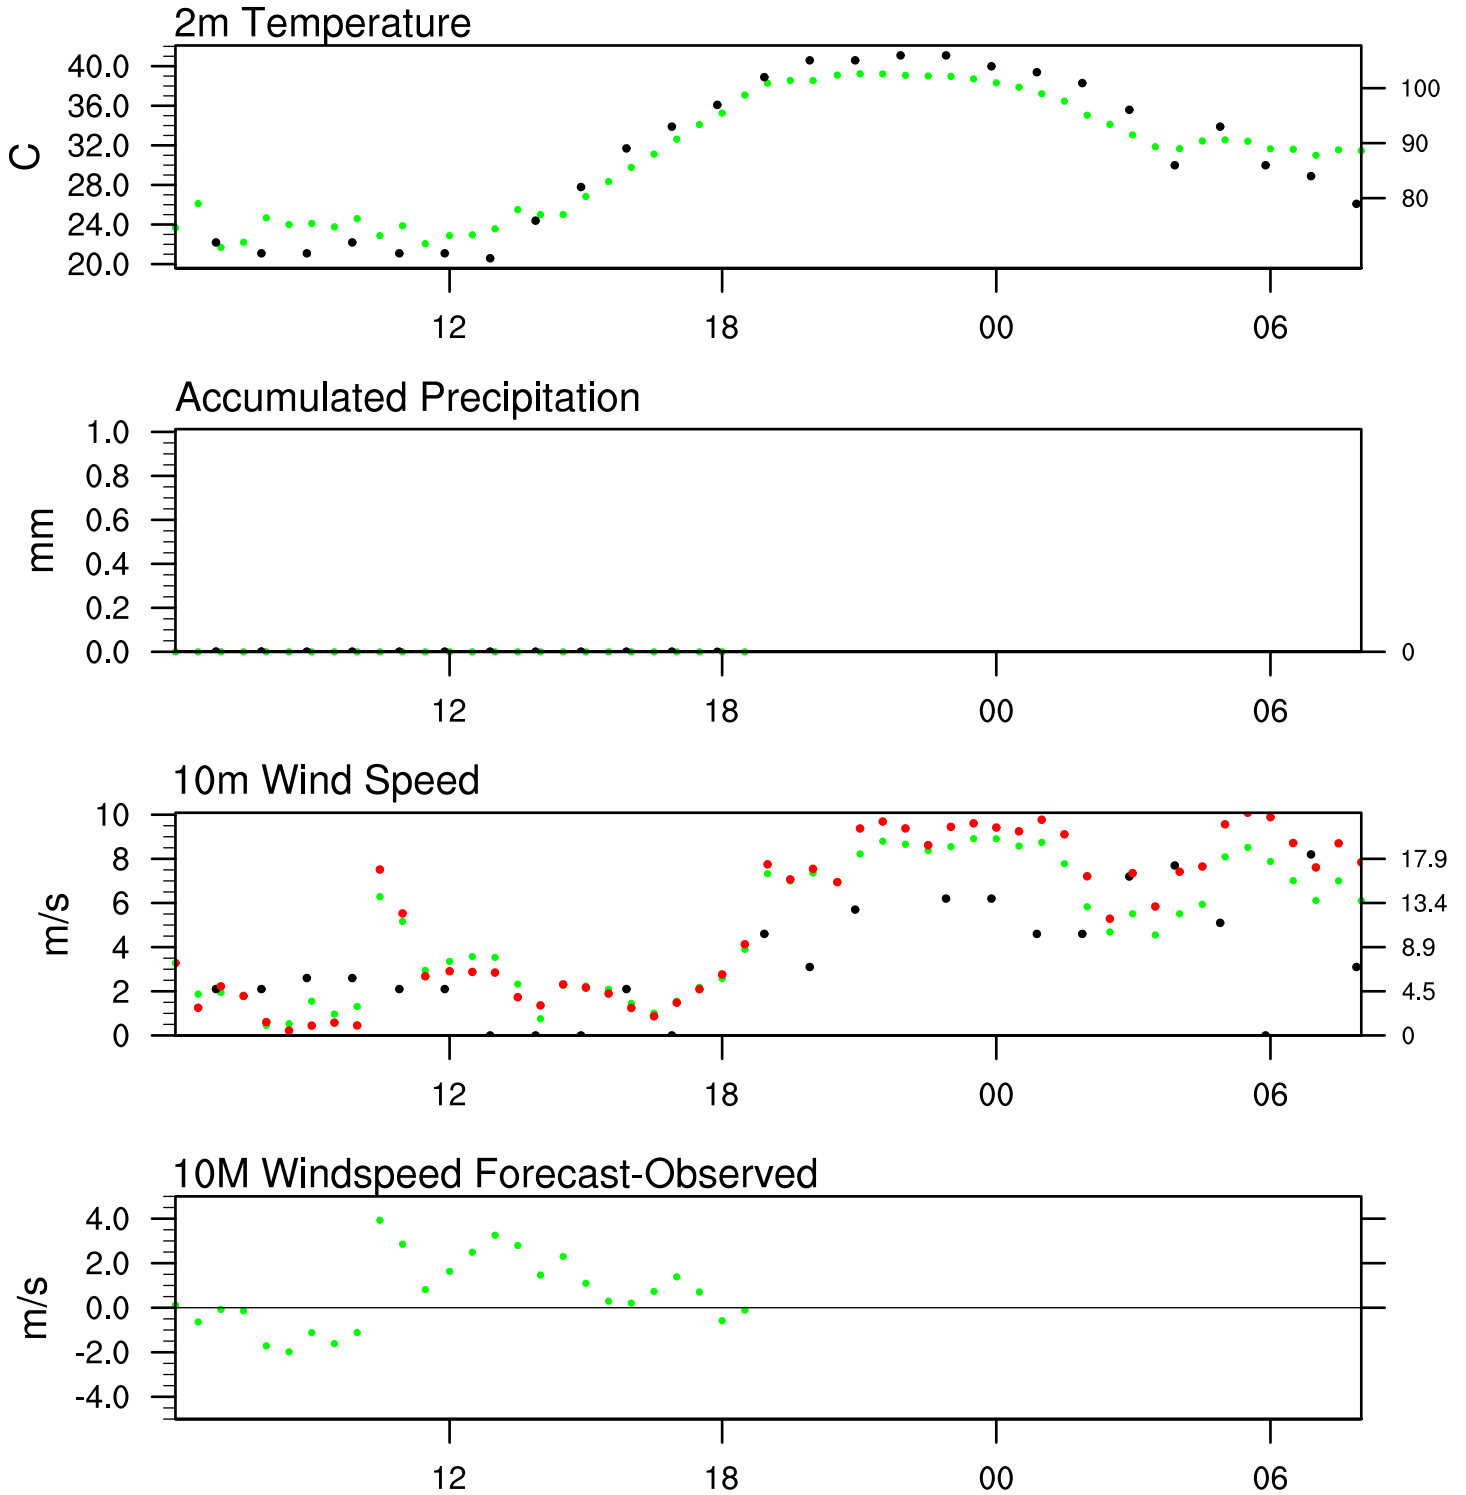 2m Temperature
40.0
36.0
32.0
28.0
24.0
20.0
C
100
90
80
12 18 00 06
Accumulated Precipitation
1.0
0.8
0.6
0.4
0.2
0.0
mm
0
12 18 00 06
10m Wind Speed
10
8
6
4
2
0
m/s
17.9
13.4
8.9
4.5
0
12 18 00 06
10M Windspeed Forecast-Observed
4.0
2.0
0.0
-2.0
-4.0
m/s
12 18 00 06